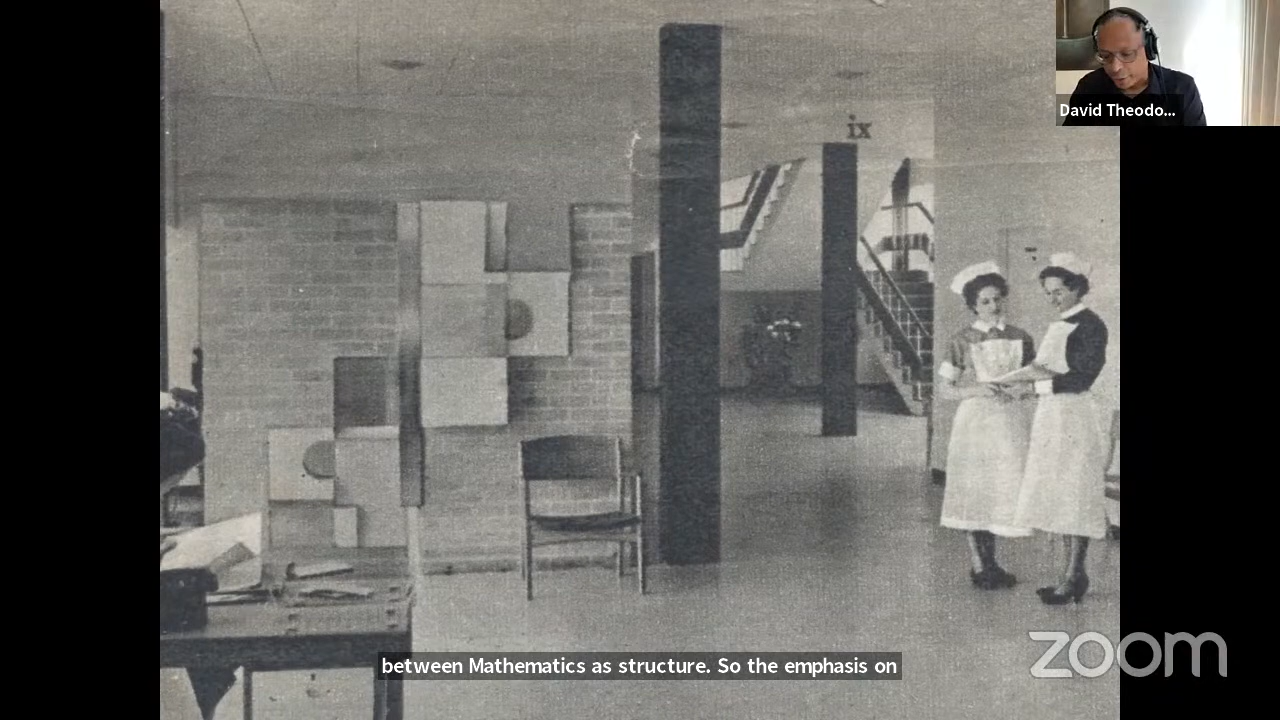 David Theodo...
ix
between Mathematics as structure. So the emphasis on
zoom